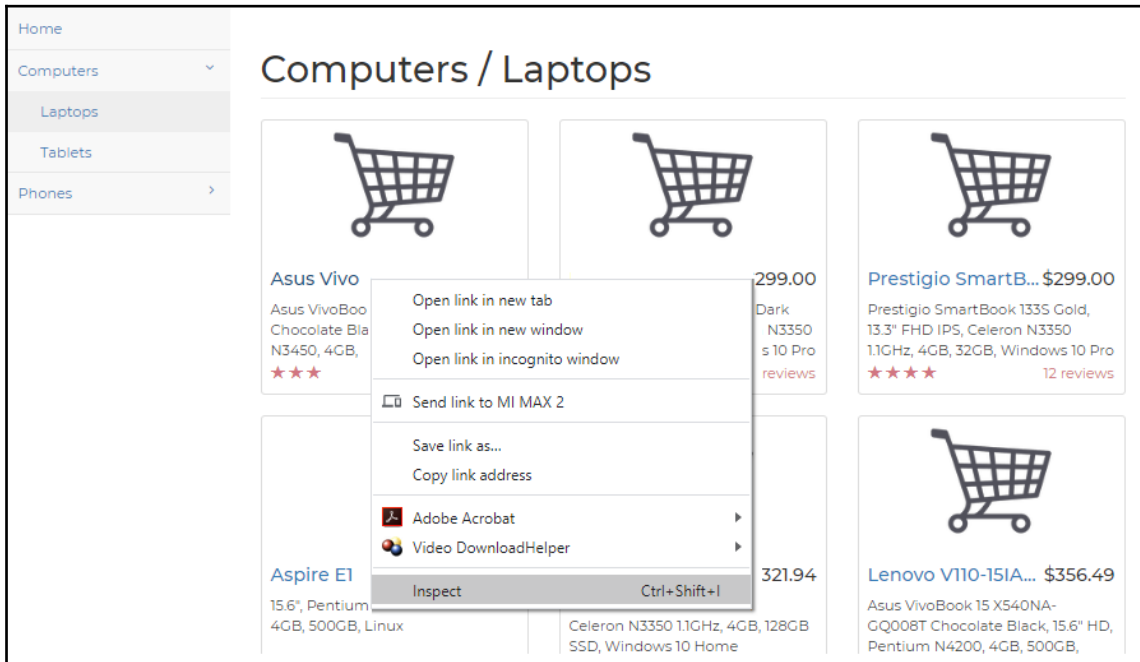 Home
Computers
Laptops
Tablets
Phones
Computers / Laptops
Asus Vivo
Asus VivoBoo
Chocolate Bla
N3450, 4GB,
299.00
Dark
N3350
s 10 Pro
reviews
Prestigio SmartB... $299.00
Prestigio SmartBook 133S Gold,
13.3" FHD IPS, Celeron N3350
1.1GHz, 4GB, 32GB, Windows 10 Pro
12 reviews
Open link in new tab
Open link in new window
Open link in incognito window
Send link to MI MAX 2
Save link as...
Copy link address
Adobe Acrobat
Video DownloadHelper
Inspect Ctrl+Shift+I
Aspire E1
15.6", Pentium
4GB, 500GB, Linux
321.94
Celeron N3350 1.1GHz, 4GB, 128GB
SSD, Windows 10 Home
Lenovo V110-15IA... $356.49
Asus VivoBook 15 X540NA-
GQ008T Chocolate Black, 15.6" HD,
Pentium N4200, 4GB, 500GB,